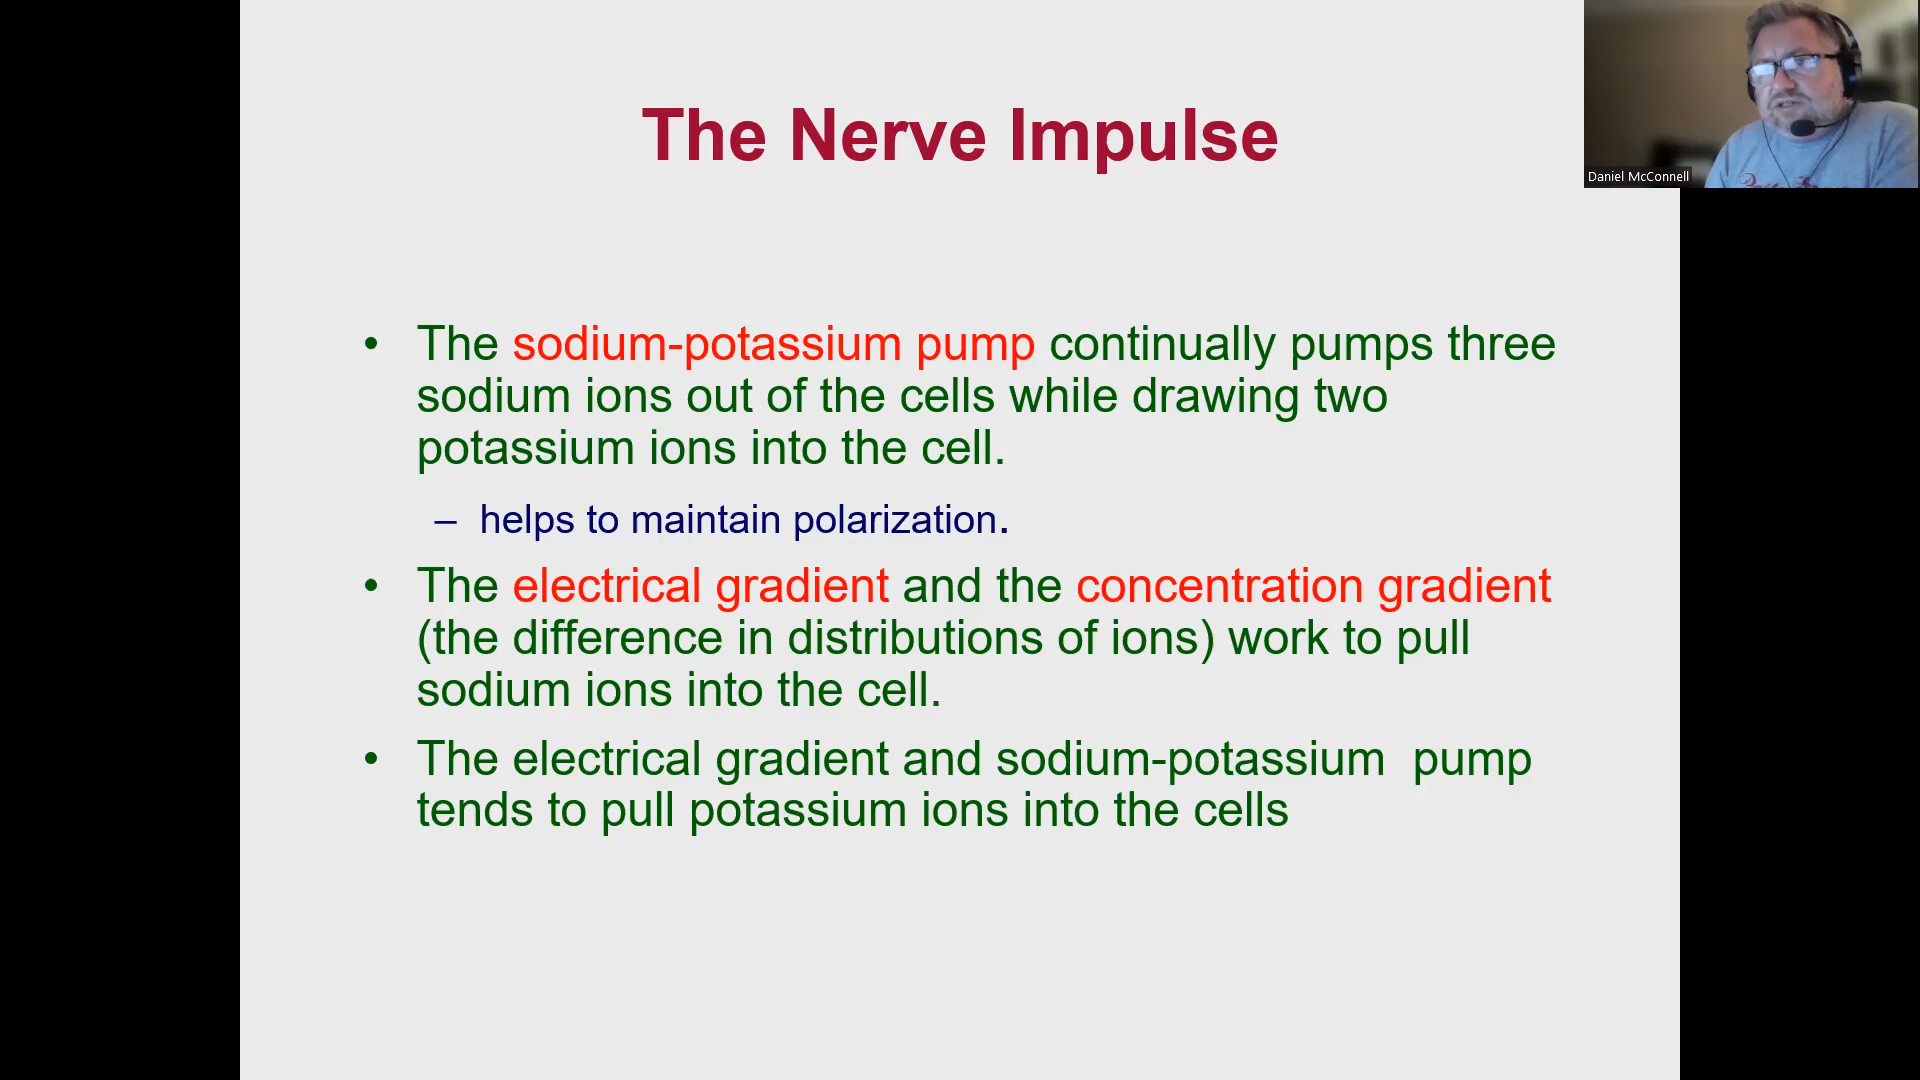 The Nerve Impulse
Daniel McConnell
• The sodium-potassium pump continually pumps three
sodium ions out of the cells while drawing two
potassium ions into the cell.
– helps to maintain polarization.
• The electrical gradient and the concentration gradient
(the difference in distributions of ions) work to pull
sodium ions into the cell.
• The electrical gradient and sodium-potassium  pump
tends to pull potassium ions into the cells